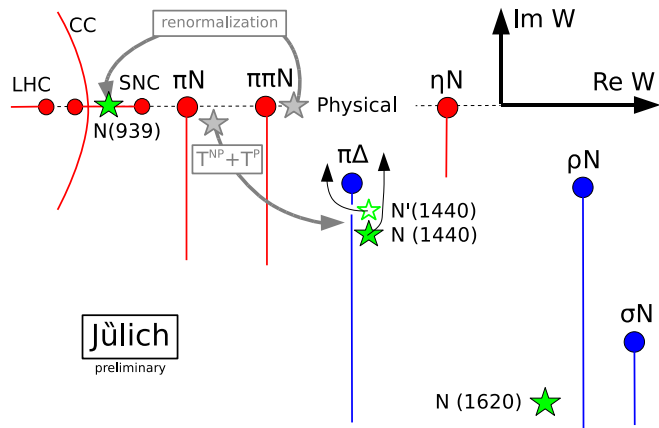 CC
renormalization
Im W
LHC
SNC
πN
ππN
Physical
ηN
Re W
N(939)
T^NP+T^P
πΔ
ρN
N'(1440)
N (1440)
σN
Jȕlich
preliminary
N (1620)